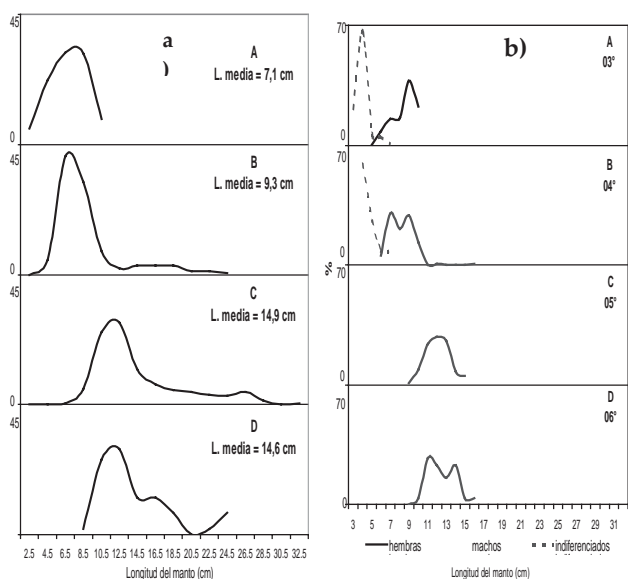 45
a
)
A
L. media = 7,1 cm
0
45
B
L. media = 9,3 cm
0
45
C
L. media = 14,9 cm
0
45
D
L. media = 14,6 cm
2.5 4.5 6.5 8.5 10.5 12.5 14.5 16.5 18.5 20.5 22.5 24.5 26.5 28.5 30.5 32.5
Longitud del manto (cm)
70
b)
A
03°
0
70
B
04°
0
%
70
C
05°
0
70
D
06°
0
3 5 7 9 11 13 15 17 19 21 23 25 27 29 31
hembras machos indiferenciados
Longitud del manto (cm)